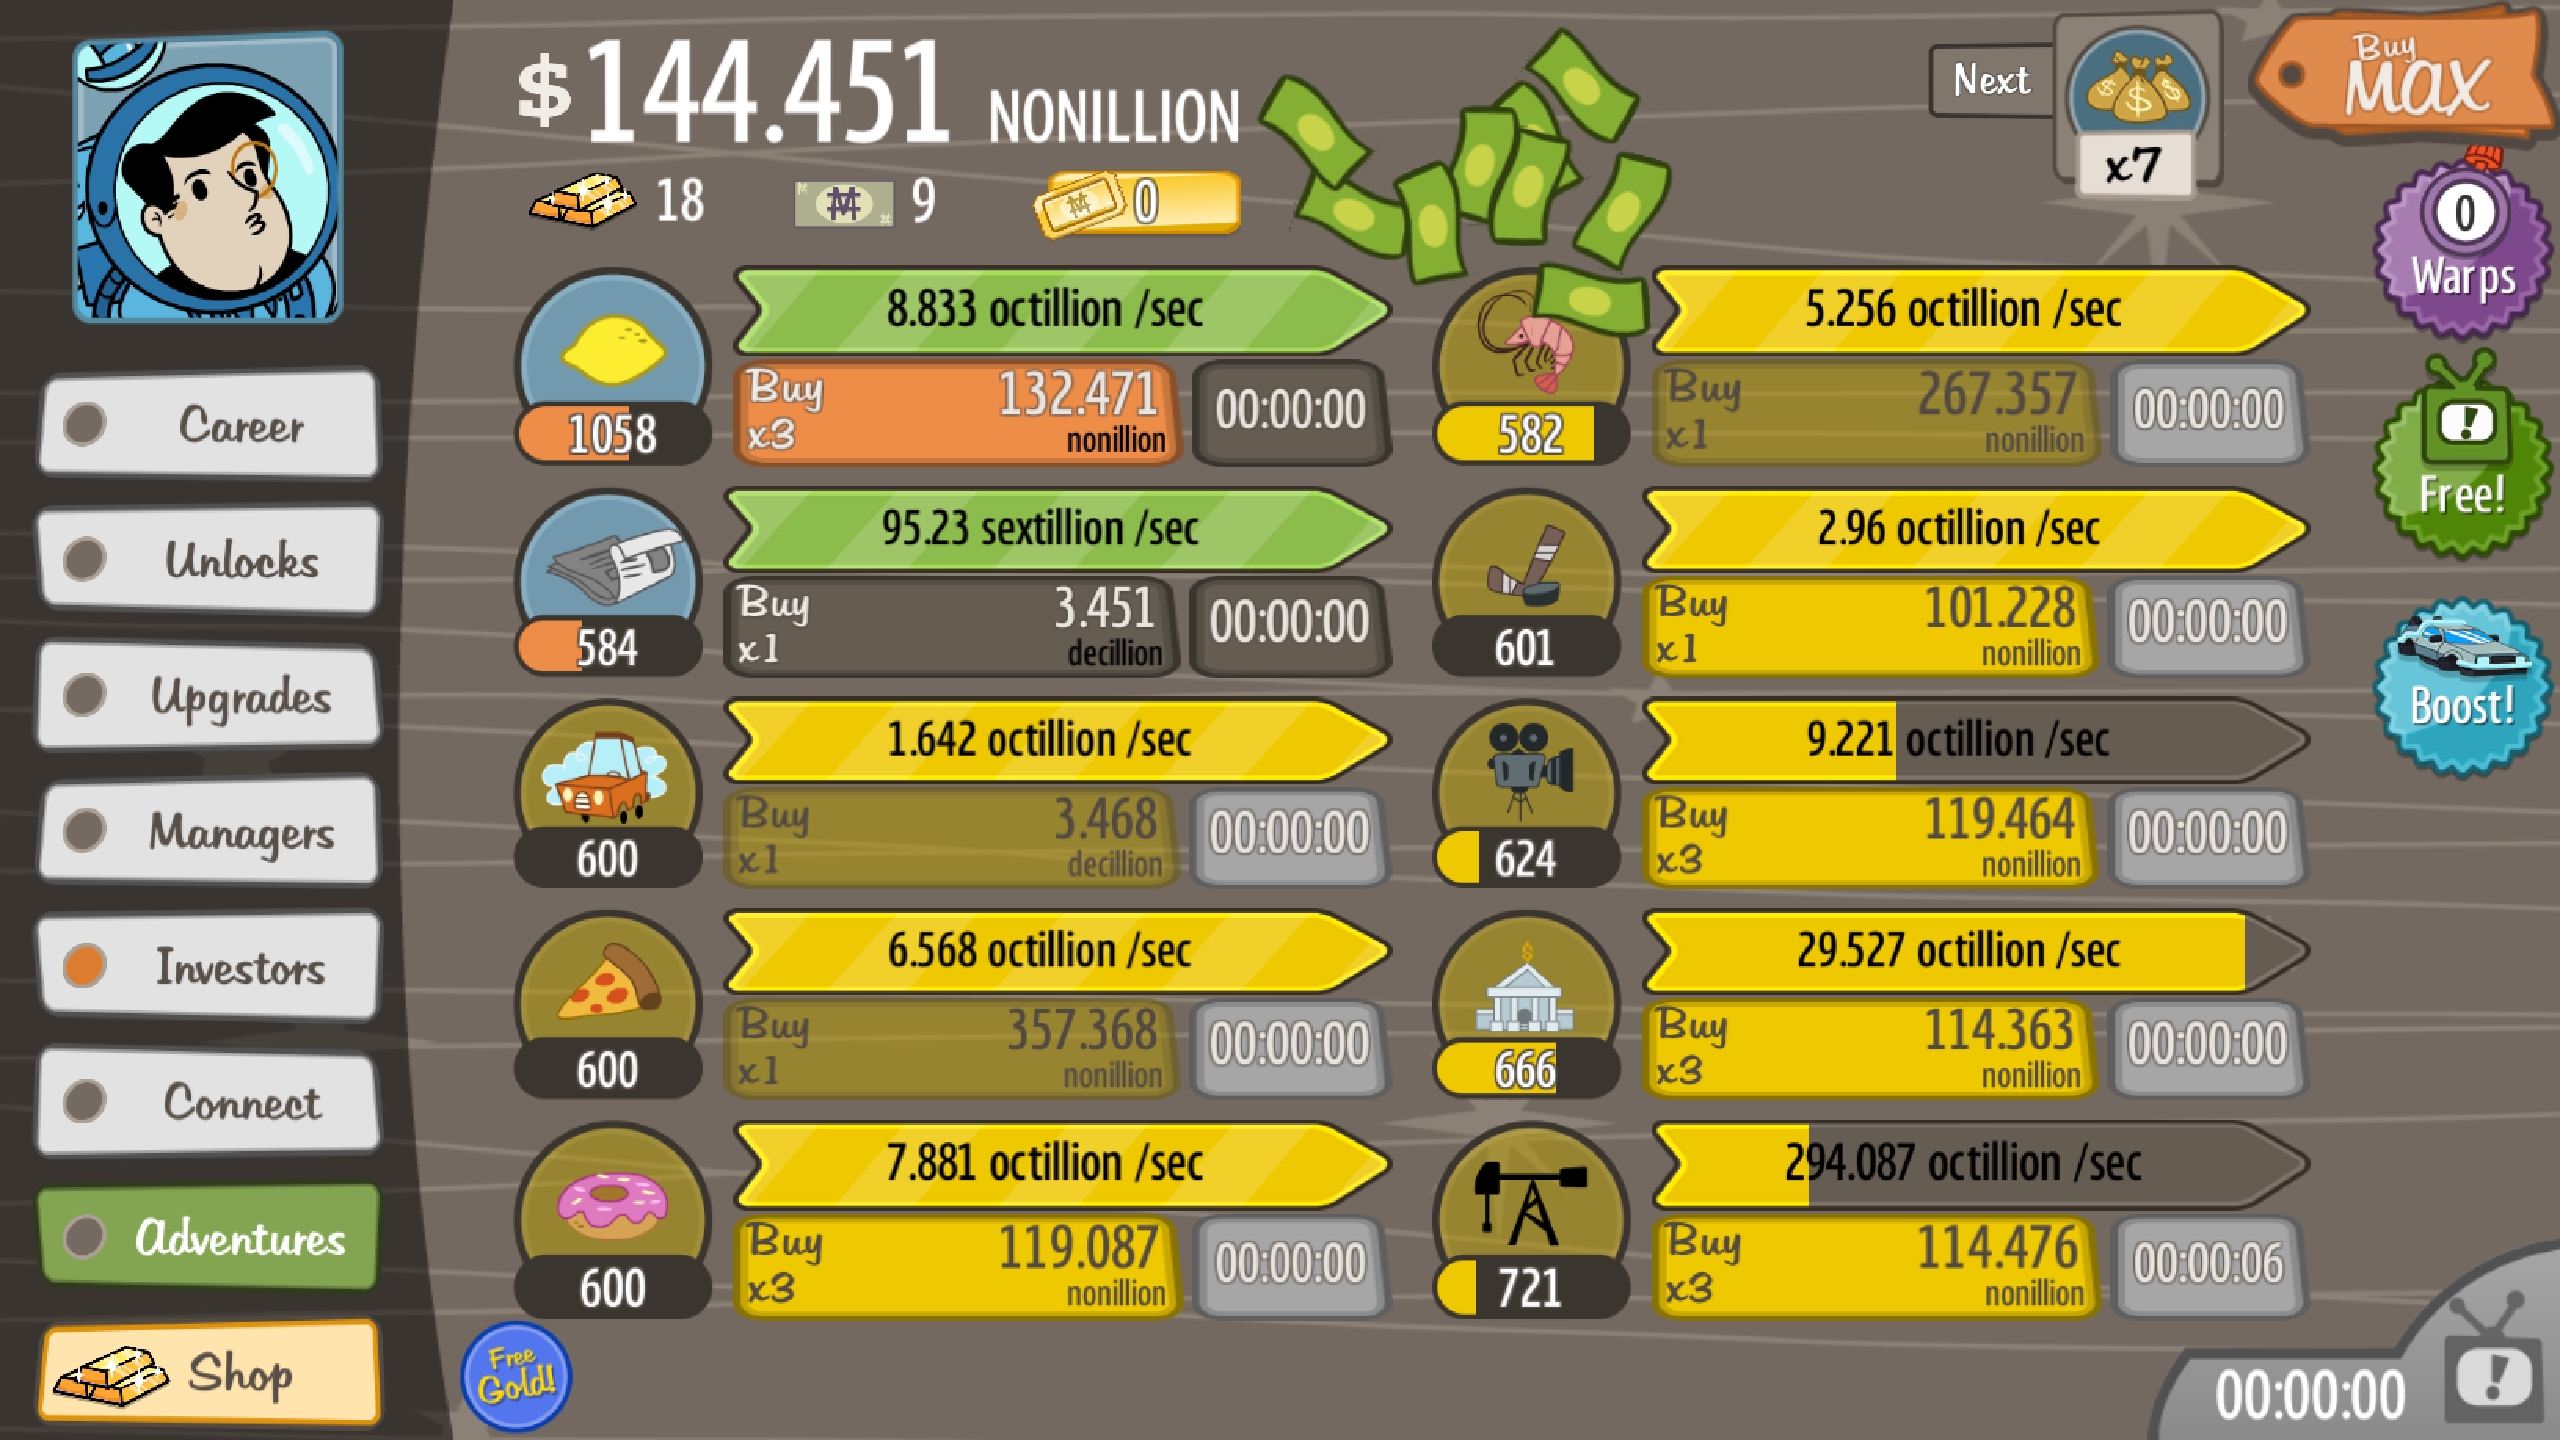 $144.451 NONILLION
Next
x7
Buy
MAX
18
9
0
0
Warps
Free!
Boost!
Career
Unlocks
Upgrades
Managers
Investors
Connect
Adventures
Shop
8.833 octillion /sec
1058
Buy
x3
132.471
nonillion
00:00:00
95.23 sextillion /sec
584
Buy
x1
3.451
decillion
00:00:00
1.642 octillion /sec
600
Buy
x1
3.468
decillion
00:00:00
6.568 octillion /sec
600
Buy
x1
357.368
nonillion
00:00:00
7.881 octillion /sec
600
Buy
x3
119.087
nonillion
00:00:00
5.256 octillion /sec
582
Buy
x1
267.357
nonillion
00:00:00
2.96 octillion /sec
601
Buy
x1
101.228
nonillion
00:00:00
9.221 octillion /sec
624
Buy
x3
119.464
nonillion
00:00:00
29.527 octillion /sec
666
Buy
x3
114.363
nonillion
00:00:00
294.087 octillion /sec
721
Buy
x3
114.476
nonillion
00:00:06
Free
Gold!
00:00:00